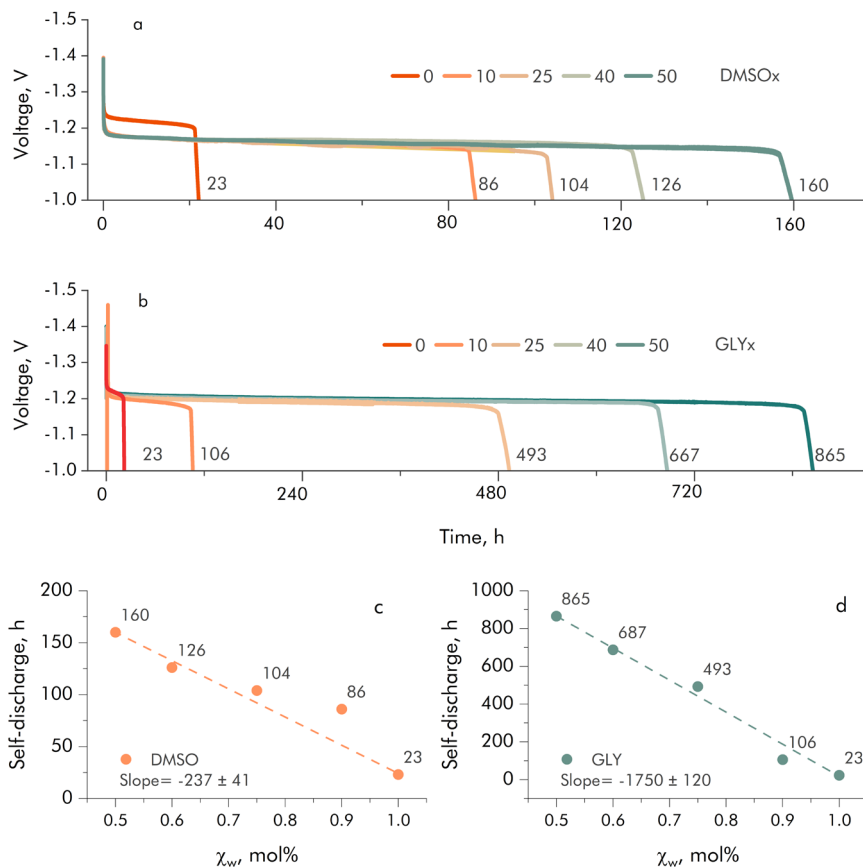 a
-1.5
-1.4
-1.3
-1.2
-1.1
-1.0
Voltage, V
0 10 25 40 50 DMSOx
23 86 104 126 160
0 40 80 120 160
b
-1.5
-1.4
-1.3
-1.2
-1.1
-1.0
Voltage, V
0 10 25 40 50 GLYx
23 106 493 667 865
0 240 480 720
Time, h
c
200
150
100
50
0
Self-discharge, h
160
126
104
86
23
DMSO
Slope= -237 ± 41
0.5 0.6 0.7 0.8 0.9 1.0
χw, mol%
d
1000
800
600
400
200
0
Self-discharge, h
865
687
493
106
23
GLY
Slope= -1750 ± 120
0.5 0.6 0.7 0.8 0.9 1.0
χw, mol%